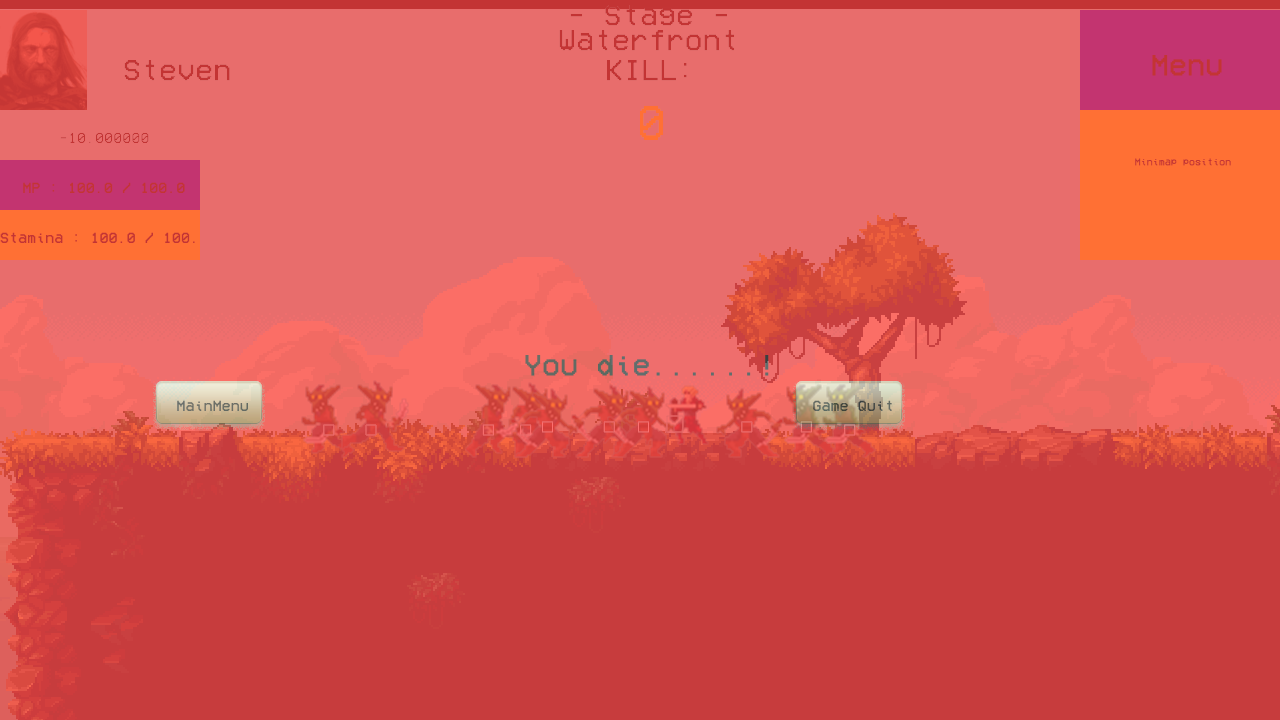 - Stage -
Waterfront
KILL:
0
Steven
-10.000000
MP : 100.0 / 100.0
Stamina : 100.0 / 100.
Menu
Minimap position
You die......!
MainMenu
Game Quit